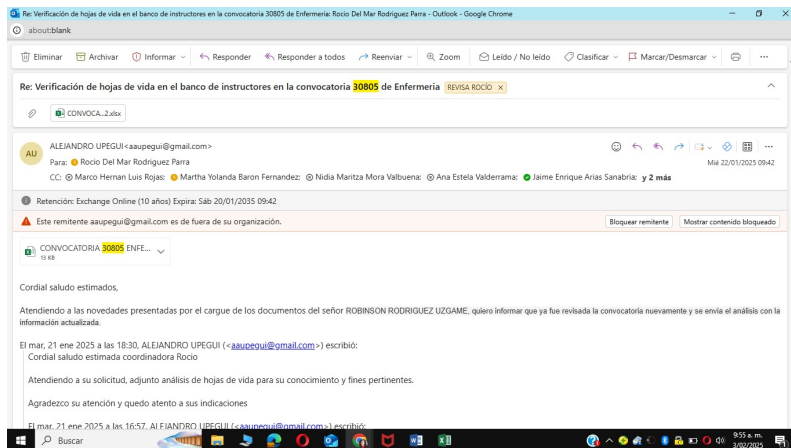 Re: Verificación de hojas de vida en el banco de instructores en la convocatoria 30805 de Enfermeria: Rocio Del Mar Rodriguez Parra - Outlook - Google Chrome
about:blank
Eliminar Archivar Informar Responder Responder a todos Reenviar Zoom Leído / No leído Clasificar Marcar/Desmarcar
Re: Verificación de hojas de vida en el banco de instructores en la convocatoria 30805 de Enfermeria REVISA ROCÍO ×
CONVOCA...2.xlsx
AU
ALEJANDRO UPEGUI<aaupegui@gmail.com>
Para: Rocio Del Mar Rodriguez Parra
Mié 22/01/2025 09:42
CC: Marco Hernan Luis Rojas; Martha Yolanda Baron Fernandez; Nidia Maritza Mora Valbuena; Ana Estela Valderrama; Jaime Enrique Arias Sanabria; y 2 más
Retención: Exchange Online (10 años) Expira: Sáb 20/01/2035 09:42
Este remitente aaupegui@gmail.com es de fuera de su organización.
Bloquear remitente Mostrar contenido bloqueado
CONVOCATORIA 30805 ENFE...
13 KB
Cordial saludo estimados,
Atendiendo a las novedades presentadas por el cargue de los documentos del señor ROBINSON RODRIGUEZ UZGAME, quiero informar que ya fue revisada la convocatoria nuevamente y se envia el análisis con la
información actualizada.
El mar, 21 ene 2025 a las 18:30, ALEJANDRO UPEGUI (<aaupegui@gmail.com>) escribió:
Cordial saludo estimada coordinadora Rocio
Atendiendo a su solicitud, adjunto análisis de hojas de vida para su conocimiento y fines pertinentes.
Agradezco su atención y quedo atento a sus indicaciones
El mar, 21 ene 2025 a las 16:57, ALEJANDRO UPEGUI (<aaupegui@gmail.com>) escribió:
Buscar
9:55 a. m.
3/02/2025